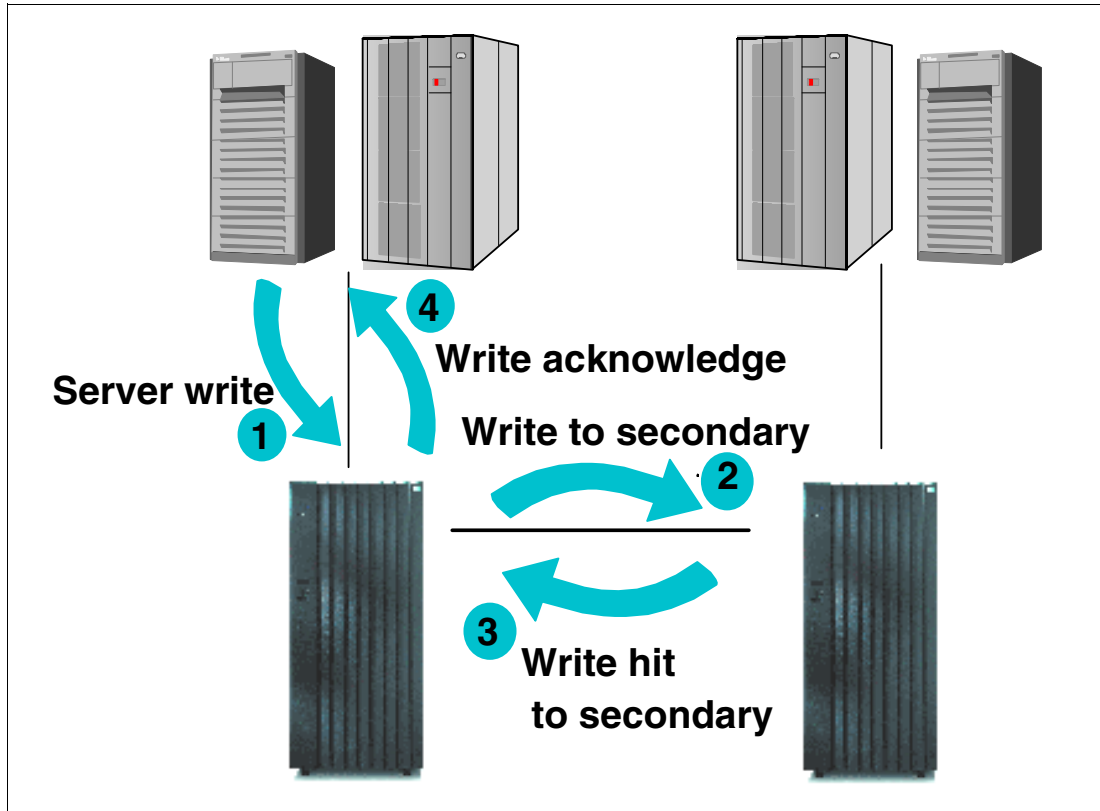 4
Write acknowledge
Server write
1
Write to secondary
2
3
Write hit
to secondary